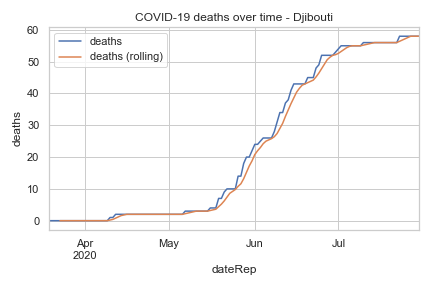 COVID-19 deaths over time - Djibouti
deaths
deaths (rolling)
60
50
40
30
20
10
0
deaths
Apr
2020
May
Jun
Jul
dateRep